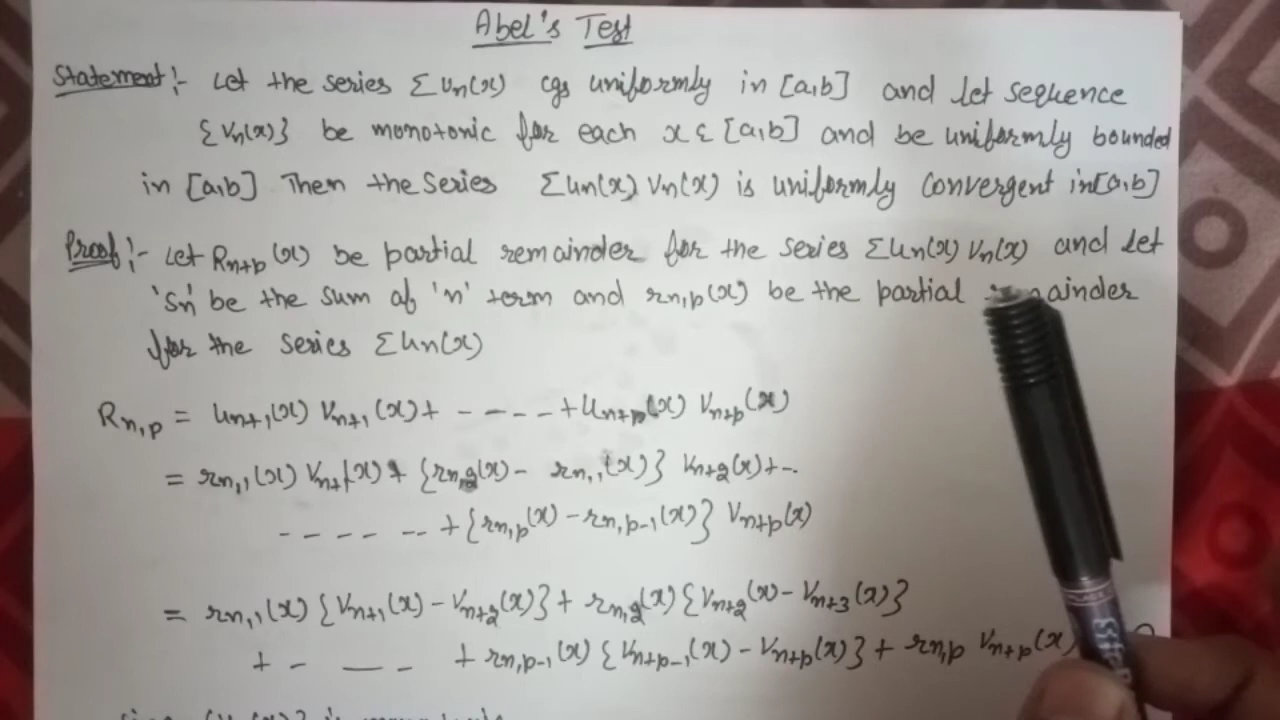 Abel's Test
Statement :- Let the series Σ un(x) cgs uniformly in [a,b] and let sequence
{Vn(x)} be monotonic for each x ε [a,b] and be uniformly bounded
in [a,b] Then the Series Σun(x) Vn(x) is uniformly Convergent in[a,b]
Proof :- Let Rn+p (x) be partial remainder for the series Σun(x) Vn(x) and let
'Sn' be the sum of 'n' term and rn,p(x) be the partial
for the series Σun(x)
Rn,p = un+1(x) Vn+1(x)+ - - - - - +un+p(x) Vn+p(x)
= rn,1(x) Vn+1(x) + {rn,2(x) - rn,1(x)} Vn+2(x)+ -.
- - - - - - + {rn,p(x) - rn,p-1(x)} Vn+p(x)
= rn,1(x) {Vn+1(x) - Vn+2(x)} + rn,2(x) {Vn+2(x) - Vn+3(x)}
+ - — - - + rn,p-1(x) {Vn+p-1(x) - Vn+p(x)} + rn,p Vn+p(x)